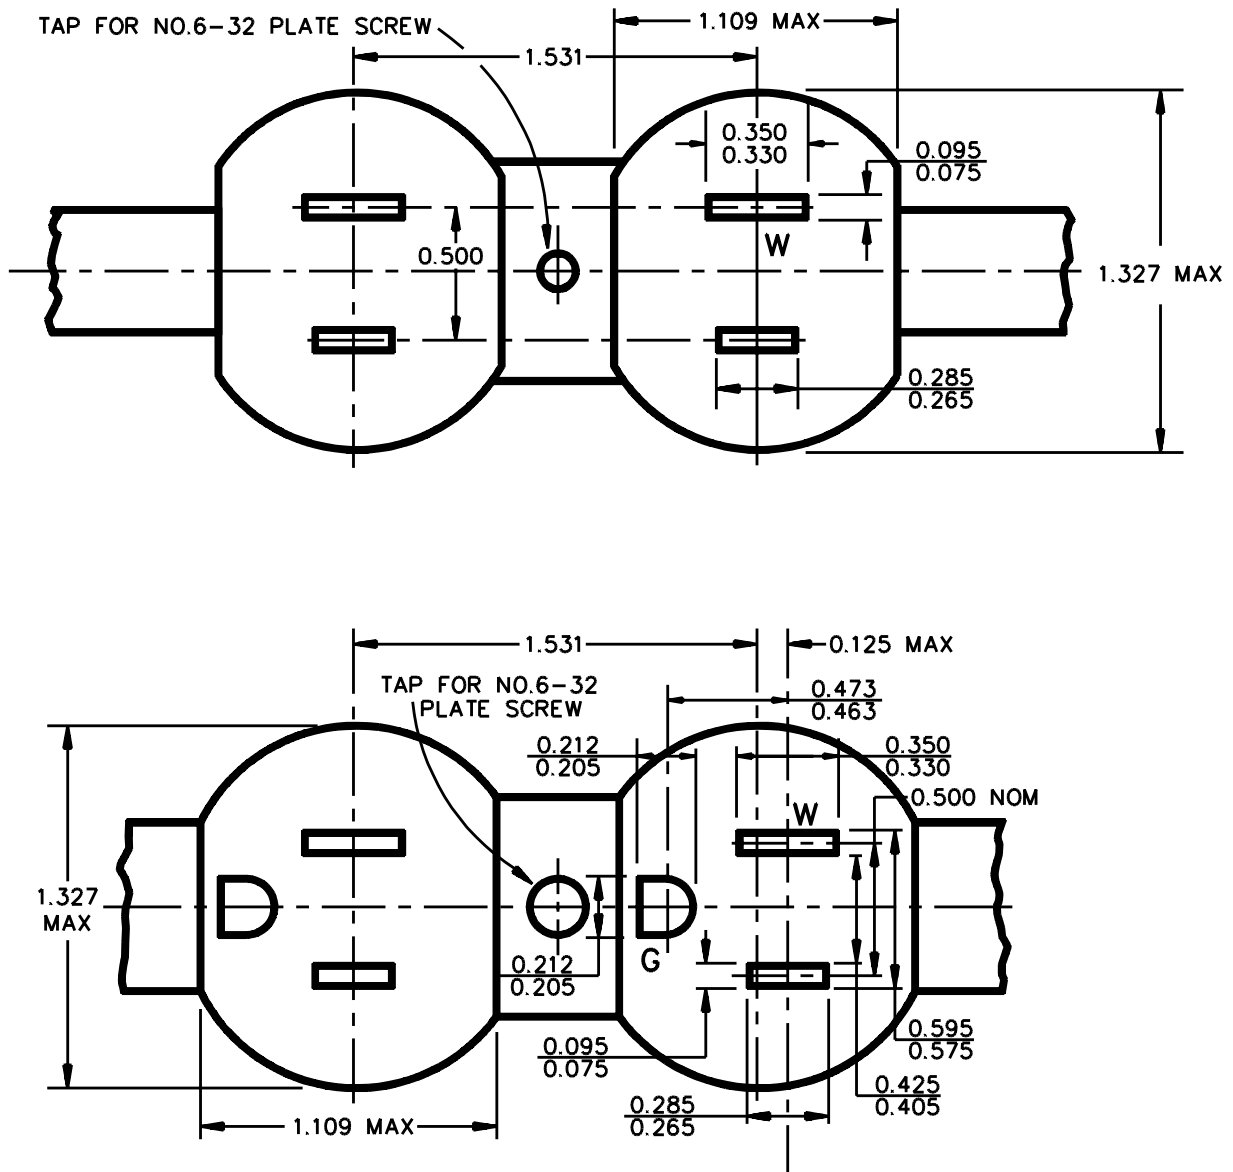 TAP FOR NO.6-32 PLATE SCREW
1.109 MAX
1.531
0.350
0.330
0.095
0.075
W
0.500
1.327 MAX
0.285
0.265
1.531
0.125 MAX
TAP FOR NO.6-32
PLATE SCREW
0.473
0.463
0.212
0.205
0.350
0.330
0.500 NOM
W
1.327
MAX
G
0.212
0.205
0.595
0.575
0.095
0.075
0.425
0.405
0.285
0.265
1.109 MAX